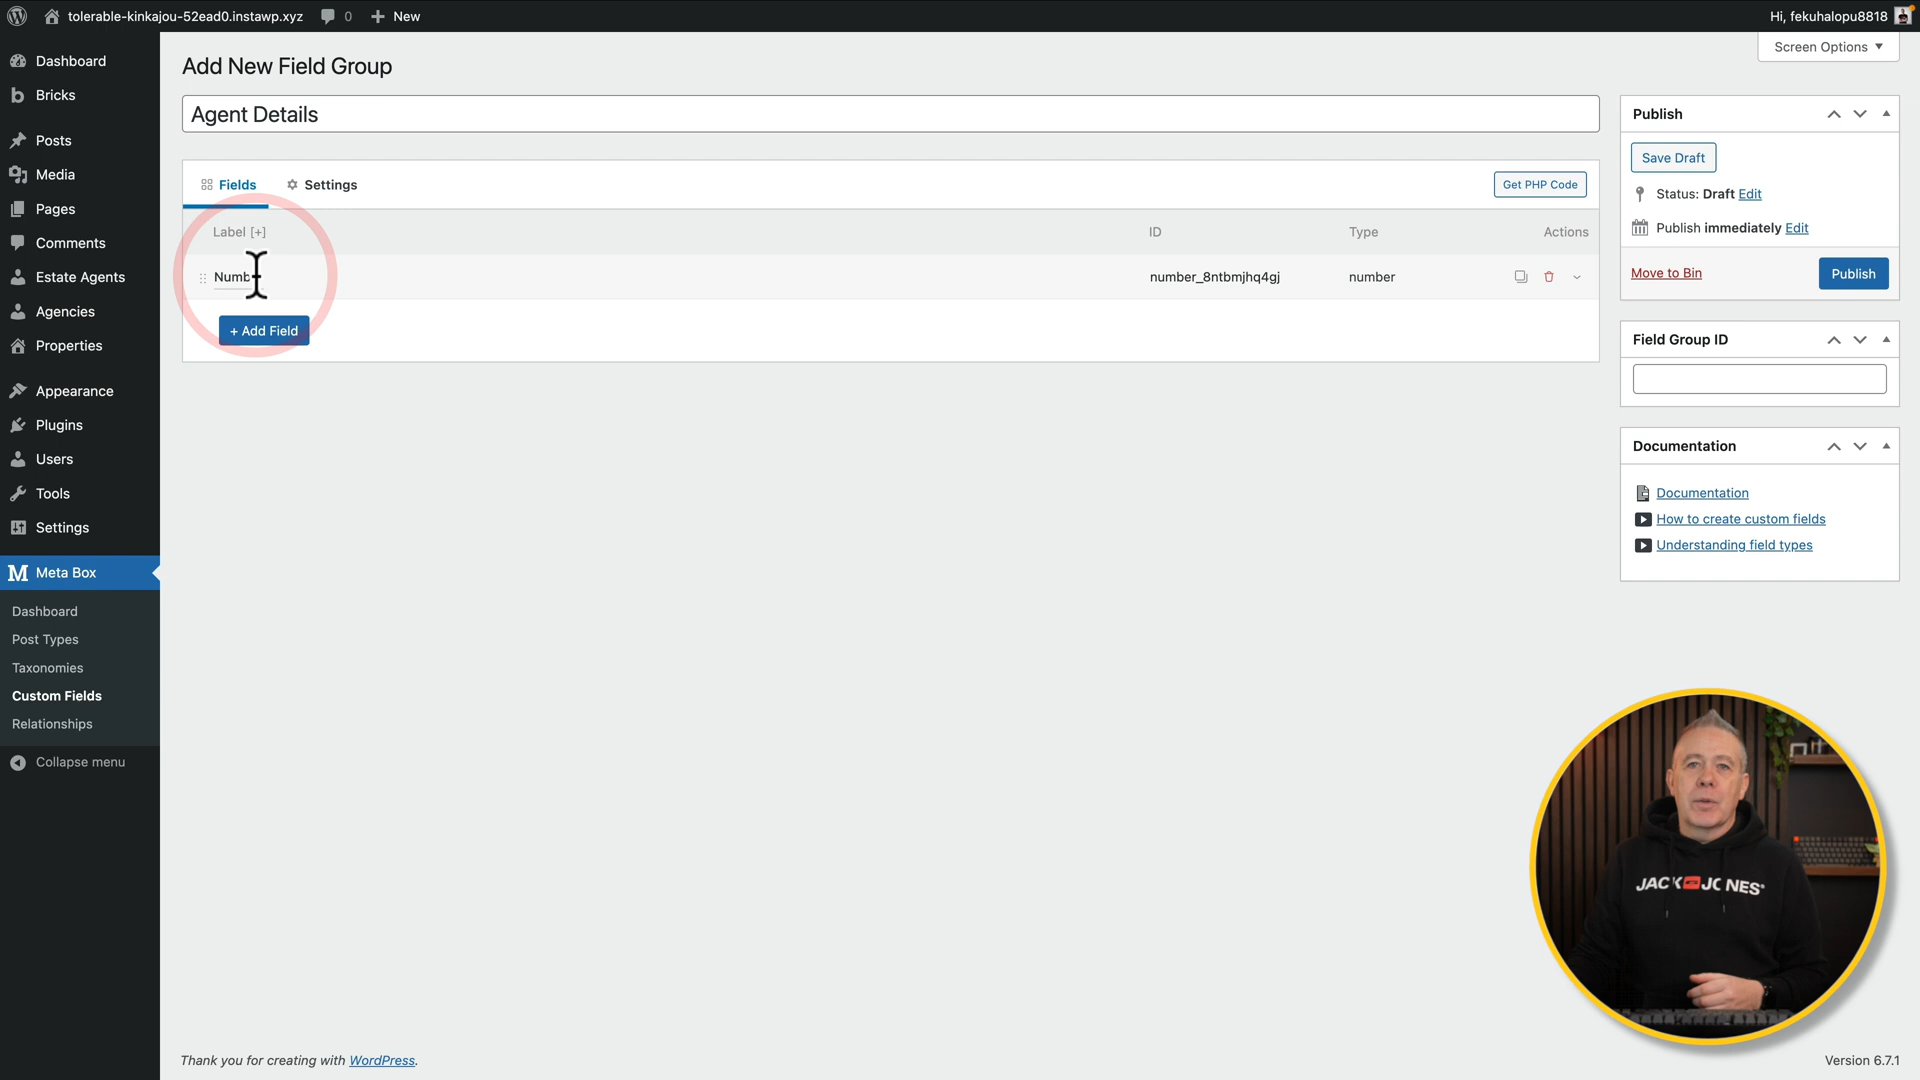 tolerable-kinkajou-52ead0.instawp.xyz 0 New Hi, fekuhalopu8818
Screen Options
Dashboard
Bricks
Posts
Media
Pages
Comments
Estate Agents
Agencies
Properties
Appearance
Plugins
Users
Tools
Settings
Meta Box
Dashboard
Post Types
Taxonomies
Custom Fields
Relationships
Collapse menu
Add New Field Group
Agent Details
Fields Settings Get PHP Code
Label [+] ID Type Actions
Numb number_8ntbmjhq4gj number
+ Add Field
Publish
Save Draft
Status: Draft Edit
Publish immediately Edit
Move to Bin Publish
Field Group ID
Documentation
Documentation
How to create custom fields
Understanding field types
JACK JONES
Thank you for creating with WordPress.
Version 6.7.1